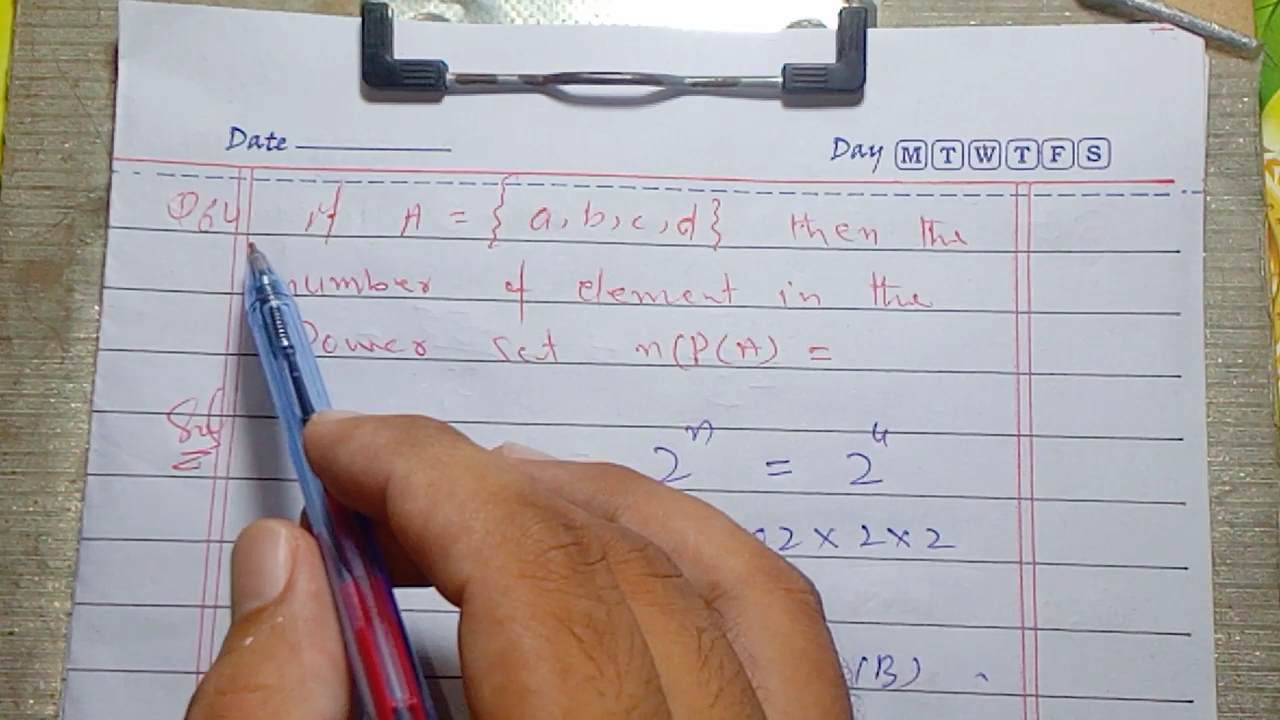 Date
Day M T W T F S
Q64 if A = { a, b, c, d } then the
number of element in the
Power set n(P(A) =
Sol
2ⁿ = 2⁴
2 × 2 × 2
(B)